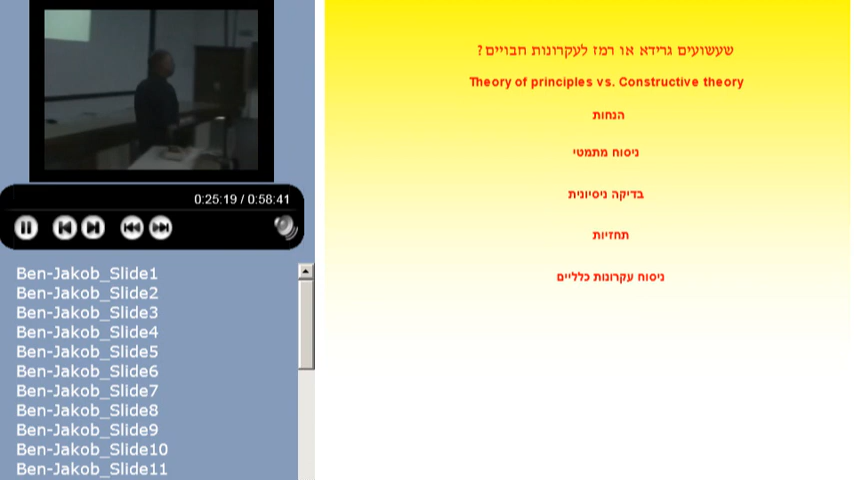 0:25:19 / 0:58:41
Ben-Jakob_Slide1
Ben-Jakob_Slide2
Ben-Jakob_Slide3
Ben-Jakob_Slide4
Ben-Jakob_Slide5
Ben-Jakob_Slide6
Ben-Jakob_Slide7
Ben-Jakob_Slide8
Ben-Jakob_Slide9
Ben-Jakob_Slide10
Ben-Jakob_Slide11
שעשועים גרידא או רמז לעקרונות חבויים?
Theory of principles vs. Constructive theory
הנחות
ניסוח מתמטי
בדיקה ניסיונית
תחזיות
ניסוח עקרונות כלליים